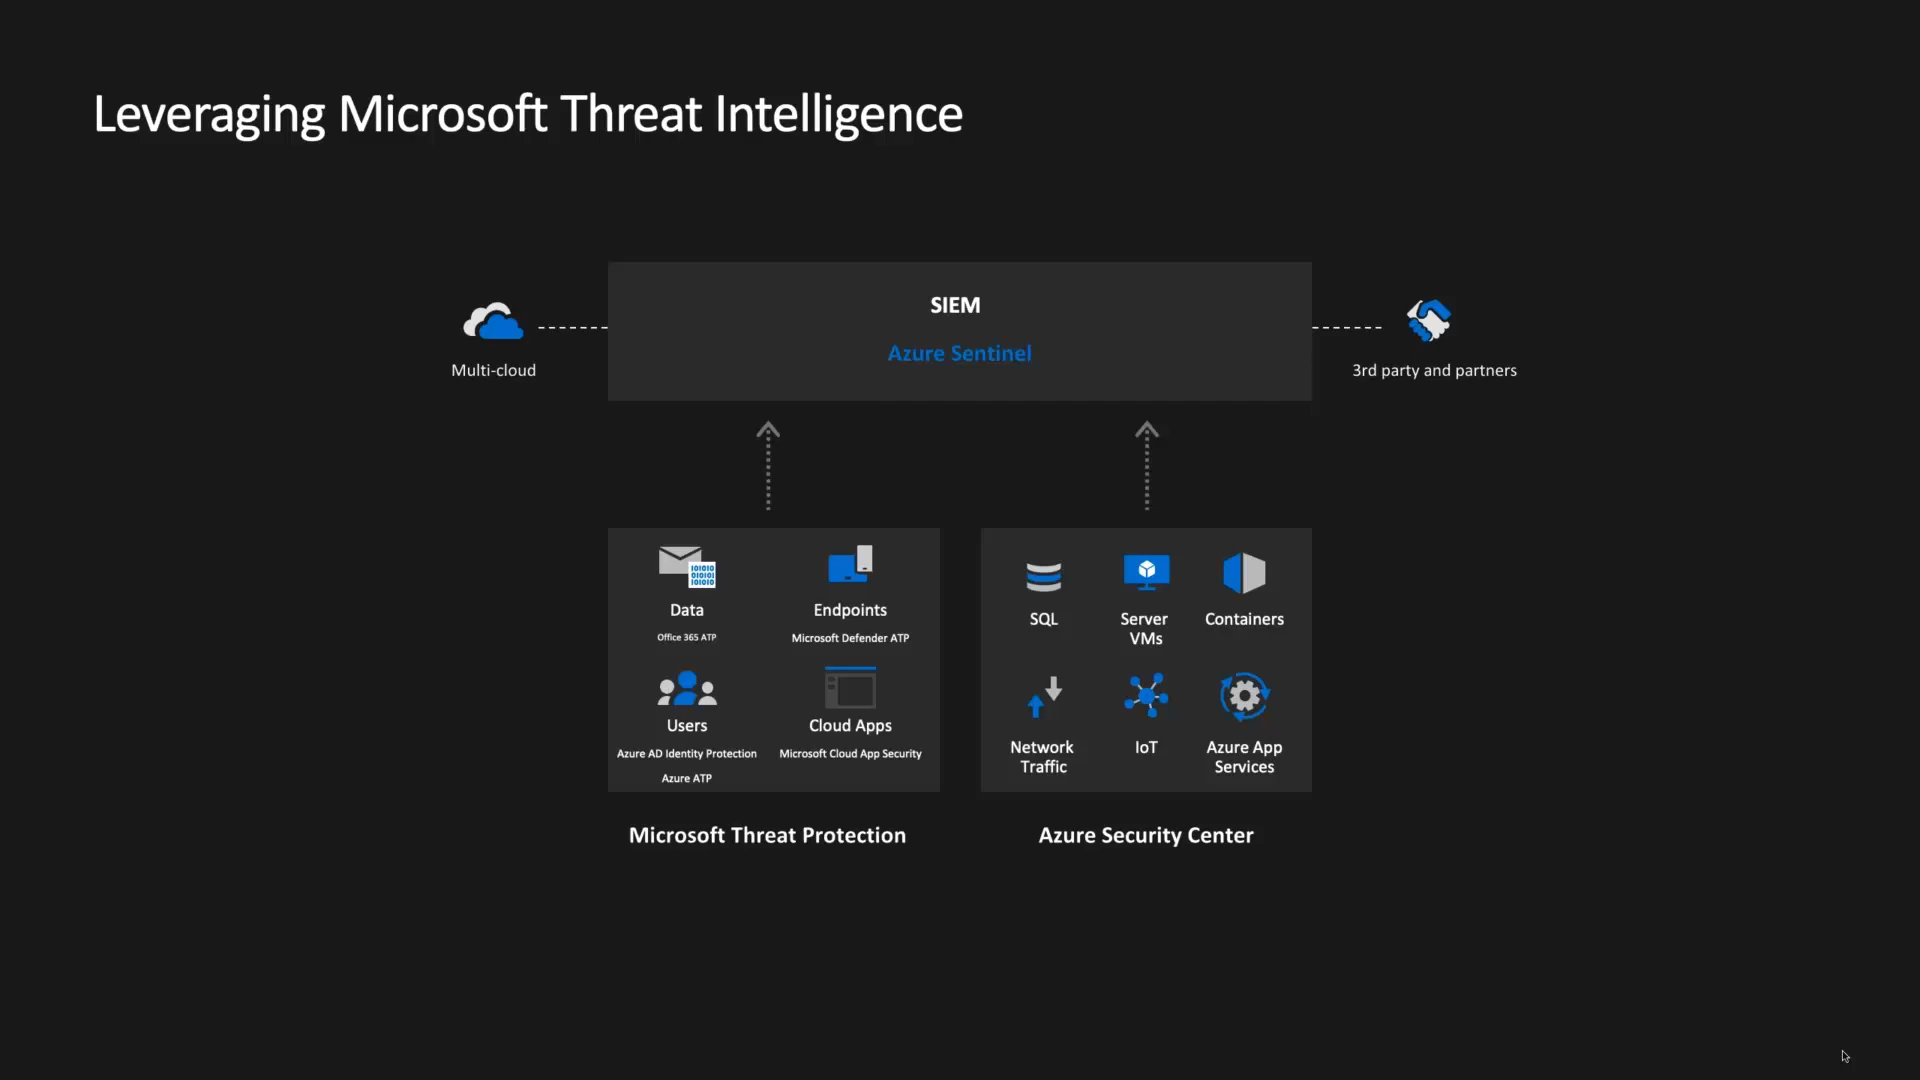 Leveraging Microsoft Threat Intelligence
SIEM
Azure Sentinel
Multi-cloud
3rd party and partners
Data
Office 365 ATP
Endpoints
Microsoft Defender ATP
Users
Azure AD Identity Protection
Azure ATP
Cloud Apps
Microsoft Cloud App Security
Microsoft Threat Protection
SQL
Server
VMs
Containers
Network
Traffic
IoT
Azure App
Services
Azure Security Center